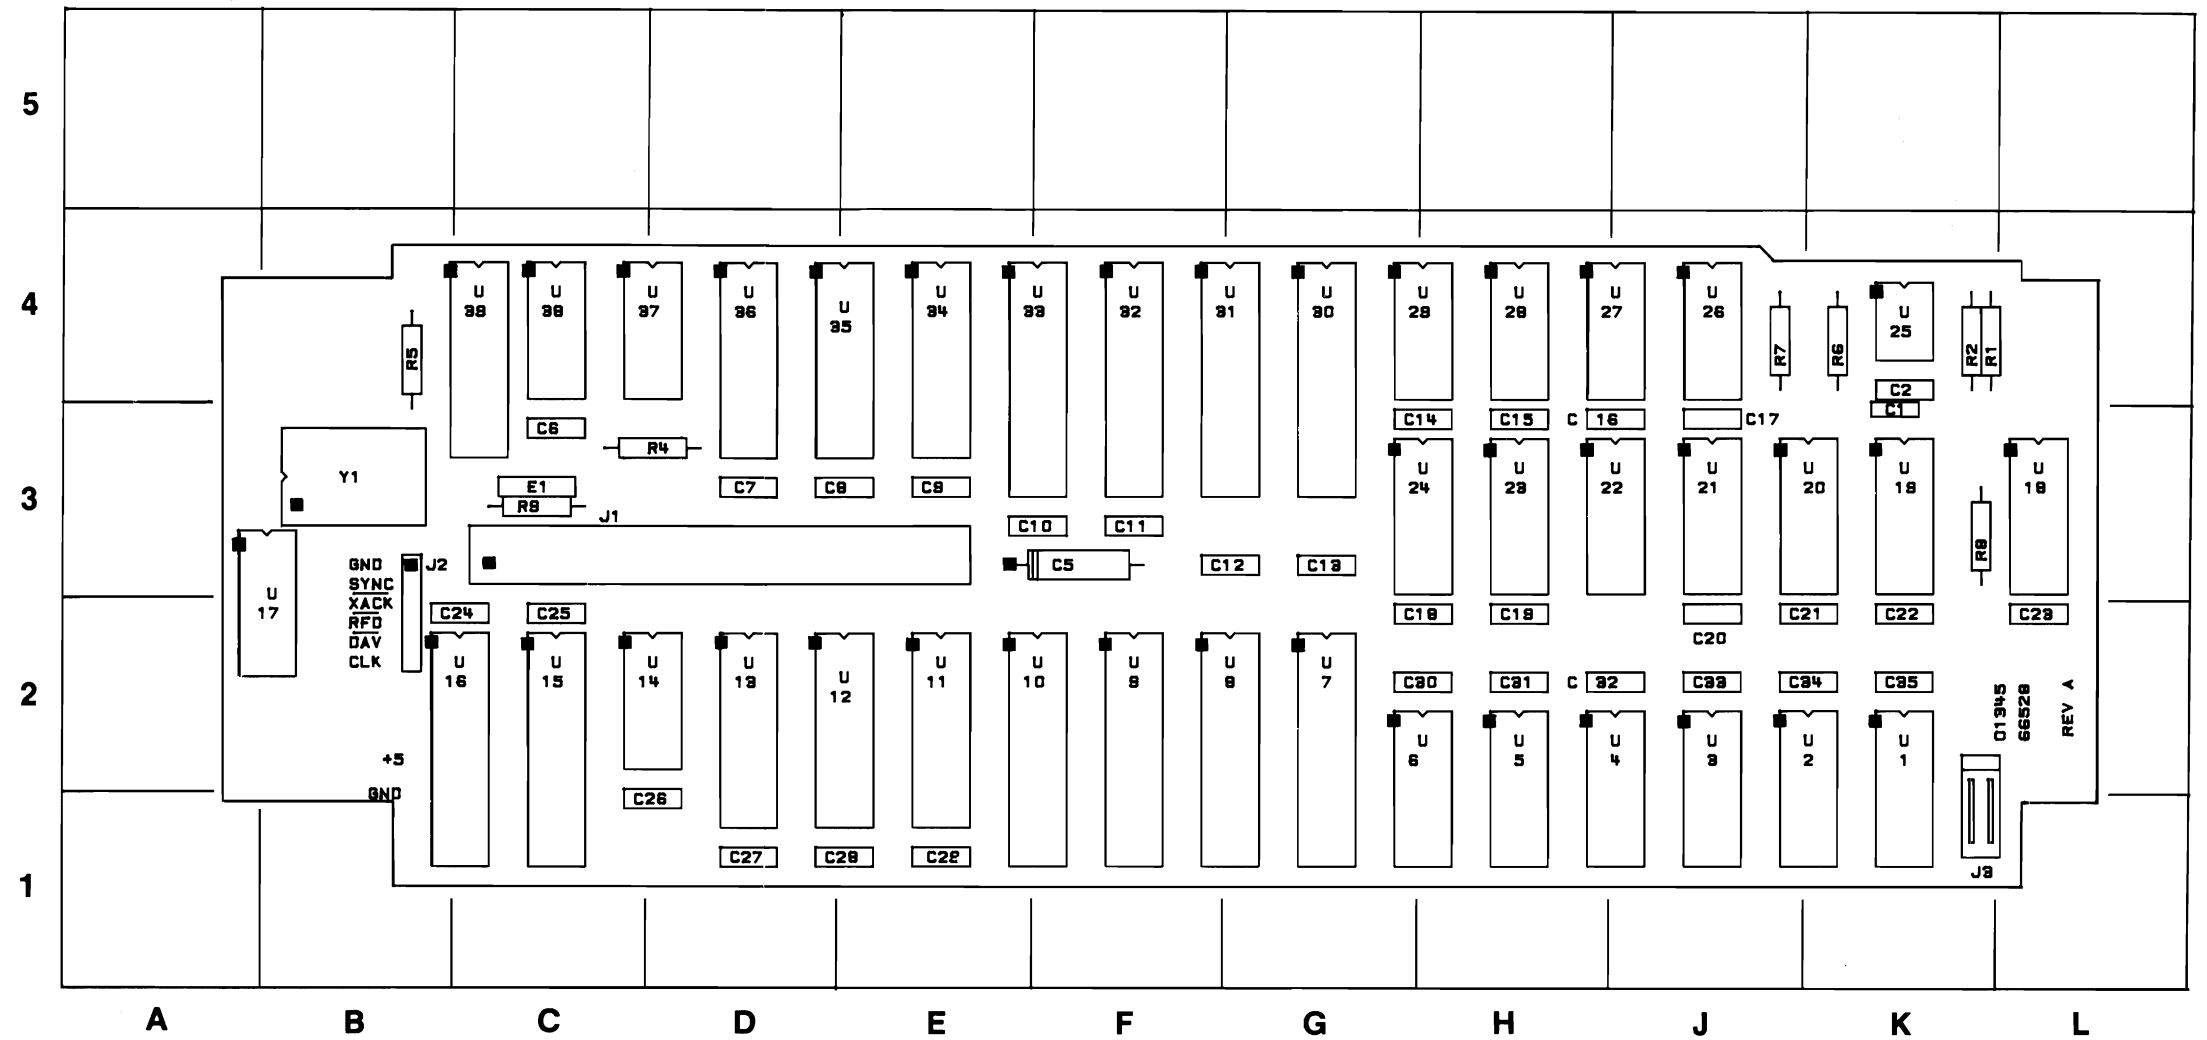 5
4
U 39
U 38
U 37
U 36
U 35
U 34
U 33
U 32
U 31
U 30
U 29
U 28
U 27
U 26
U 25
R5
R7
R6
R2
R1
C2
C1
C6
R4
C14
C15
C 16
C17
3
Y1
E1
R9
J1
C7
C8
C9
C10
C11
C5
C12
C13
U 24
U 23
U 22
U 21
U 20
U 19
U 18
R8
U 17
GND
SYNC
XACK
RFD
DAV
CLK
J2
C24
C25
C18
C19
C20
C21
C22
C23
2
U 16
U 15
U 14
U 13
U 12
U 11
U 10
U 9
U 8
U 7
C30
C31
C 32
C33
C34
C35
01345
66528
REV A
+5
GND
U 6
U 5
U 4
U 3
U 2
U 1
C26
C27
C28
J3
1
A B C D E F G H J K L